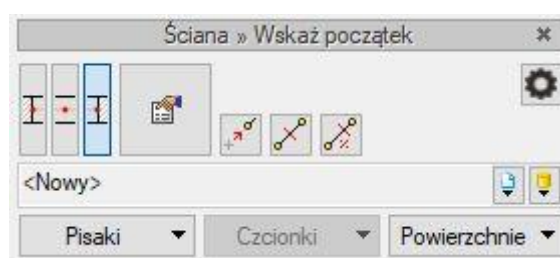 Ściana » Wskaż początek
<Nowy>
Pisaki Czcionki Powierzchnie